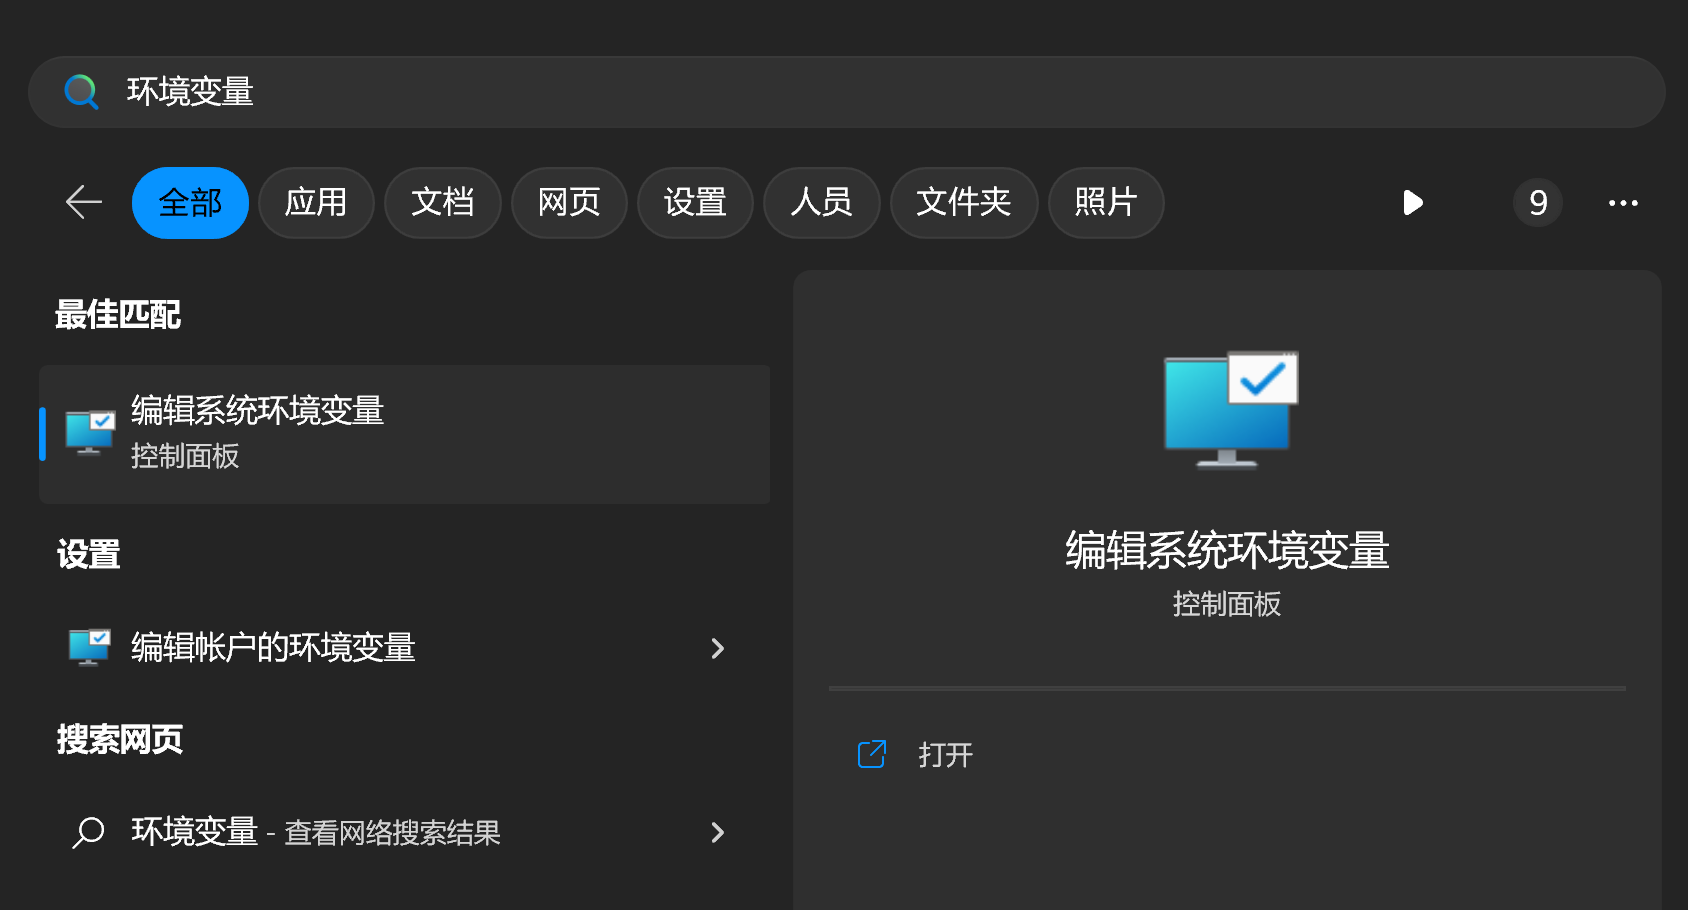 环境变量
全部 应用 文档 网页 设置 人员 文件夹 照片 9
最佳匹配
编辑系统环境变量
控制面板
设置
编辑帐户的环境变量
搜索网页
环境变量 - 查看网络搜索结果
编辑系统环境变量
控制面板
打开